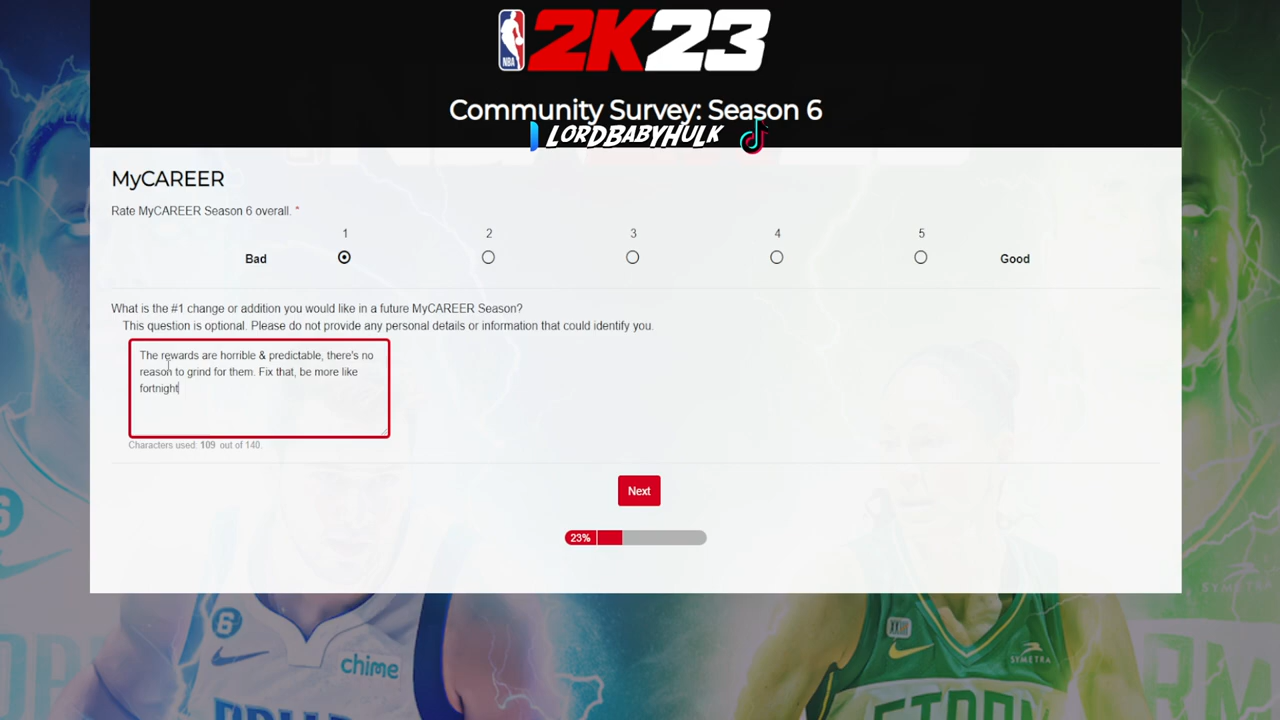 NBA 2K23
Community Survey: Season 6
LORDBABYHULK
MyCAREER
Rate MyCAREER Season 6 overall. *
1 2 3 4 5
Bad Good
What is the #1 change or addition you would like in a future MyCAREER Season?
This question is optional. Please do not provide any personal details or information that could identify you.
The rewards are horrible & predictable, there's no
reason to grind for them. Fix that, be more like
fortnight
Characters used: 109 out of 140.
Next
23%
6
chime
SYMETRA
STORM